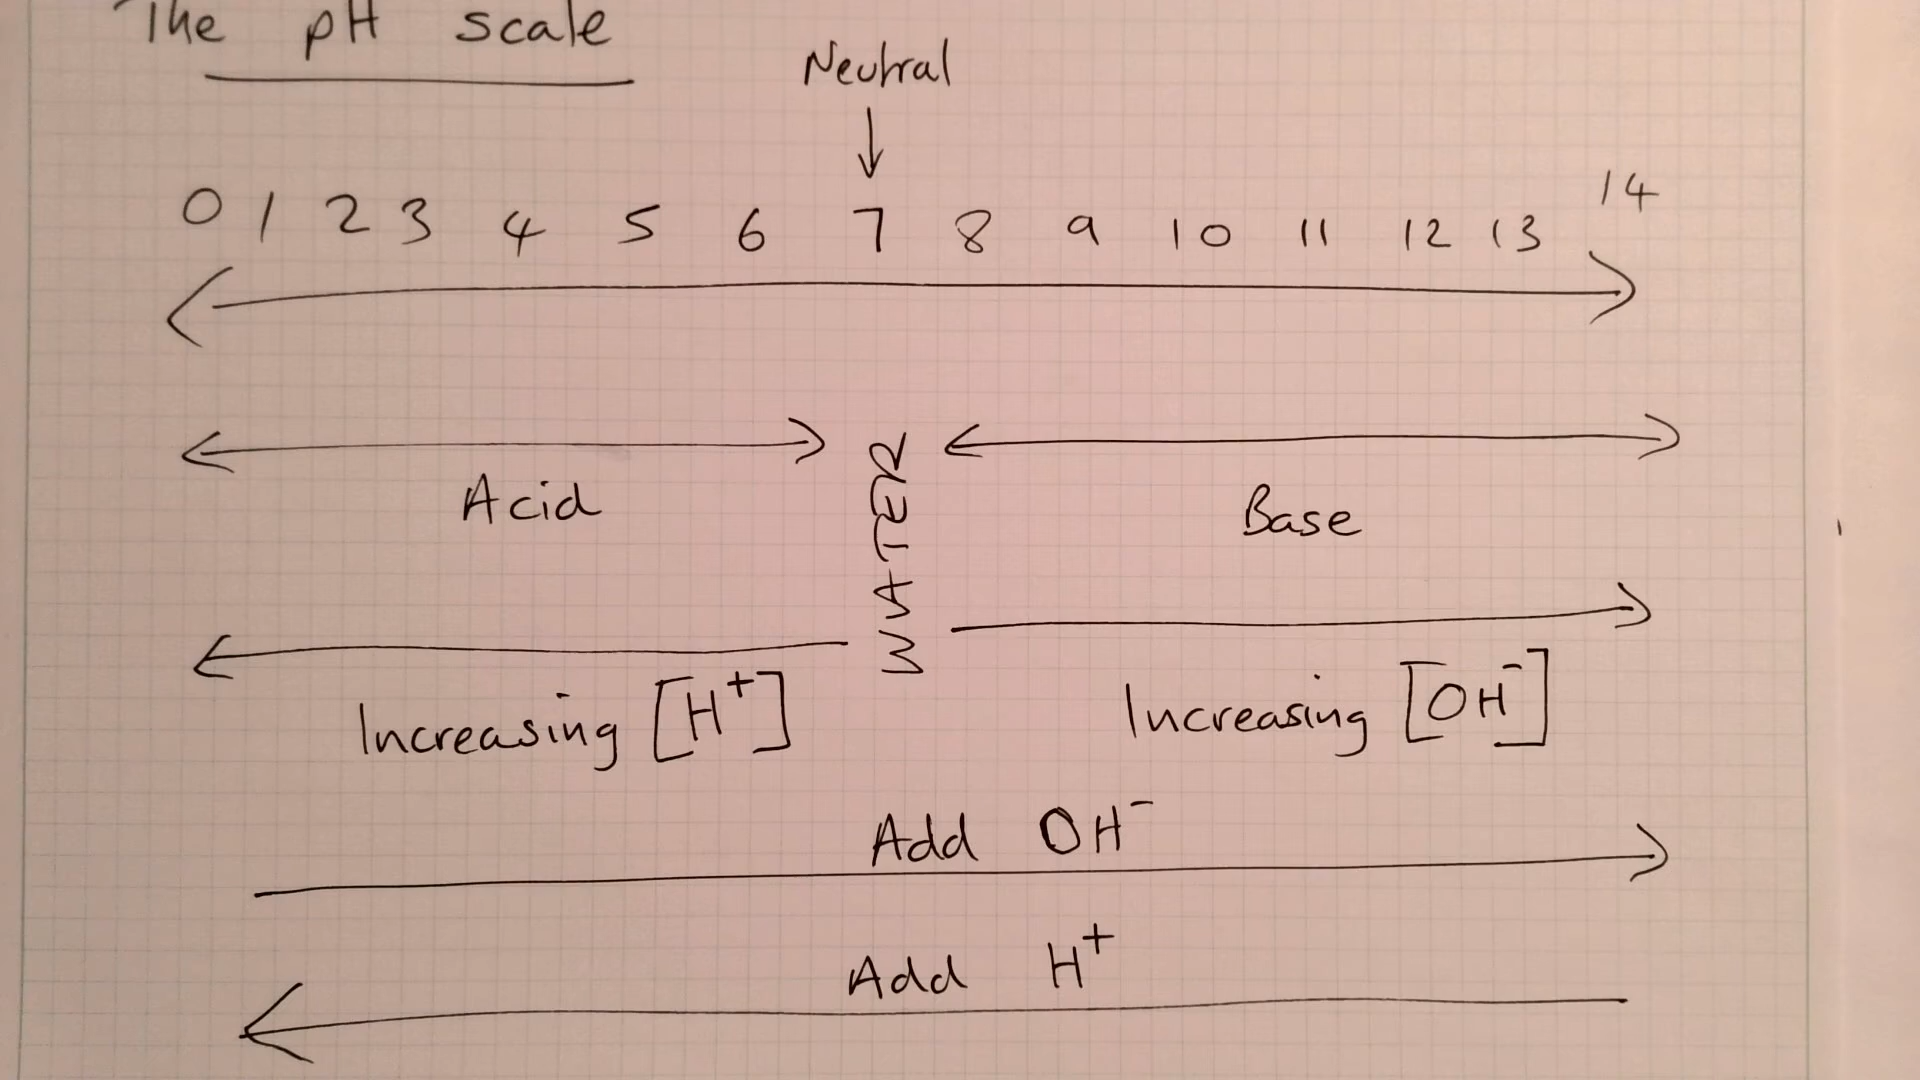 The pH scale
Neutral
↓
0 1 2 3 4 5 6 7 8 9 10 11 12 13 14
Acid
WATER
Base
Increasing [H⁺]
Increasing [OH⁻]
Add OH⁻
Add H⁺